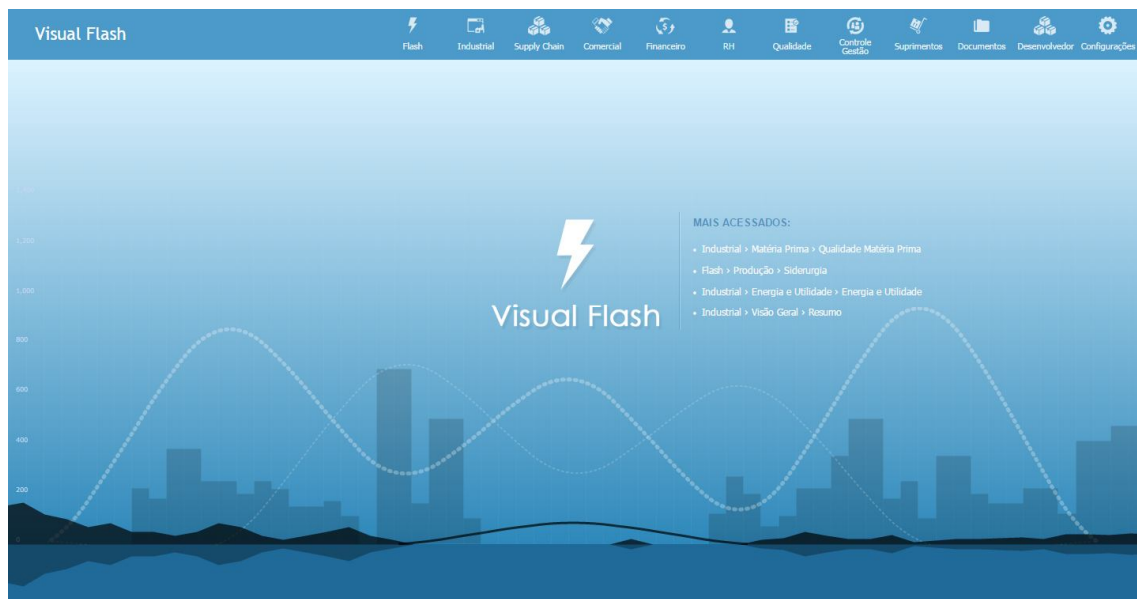 Visual Flash
Flash
Industrial
Supply Chain
Comercial
Financeiro
RH
Qualidade
Controle
Gestão
Suprimentos
Documentos
Desenvolvedor
Configurações
1,200
1,000
800
600
400
200
0
Visual Flash
MAIS ACESSADOS:
• Industrial › Matéria Prima › Qualidade Matéria Prima
• Flash › Produção › Siderurgia
• Industrial › Energia e Utilidade › Energia e Utilidade
• Industrial › Visão Geral › Resumo